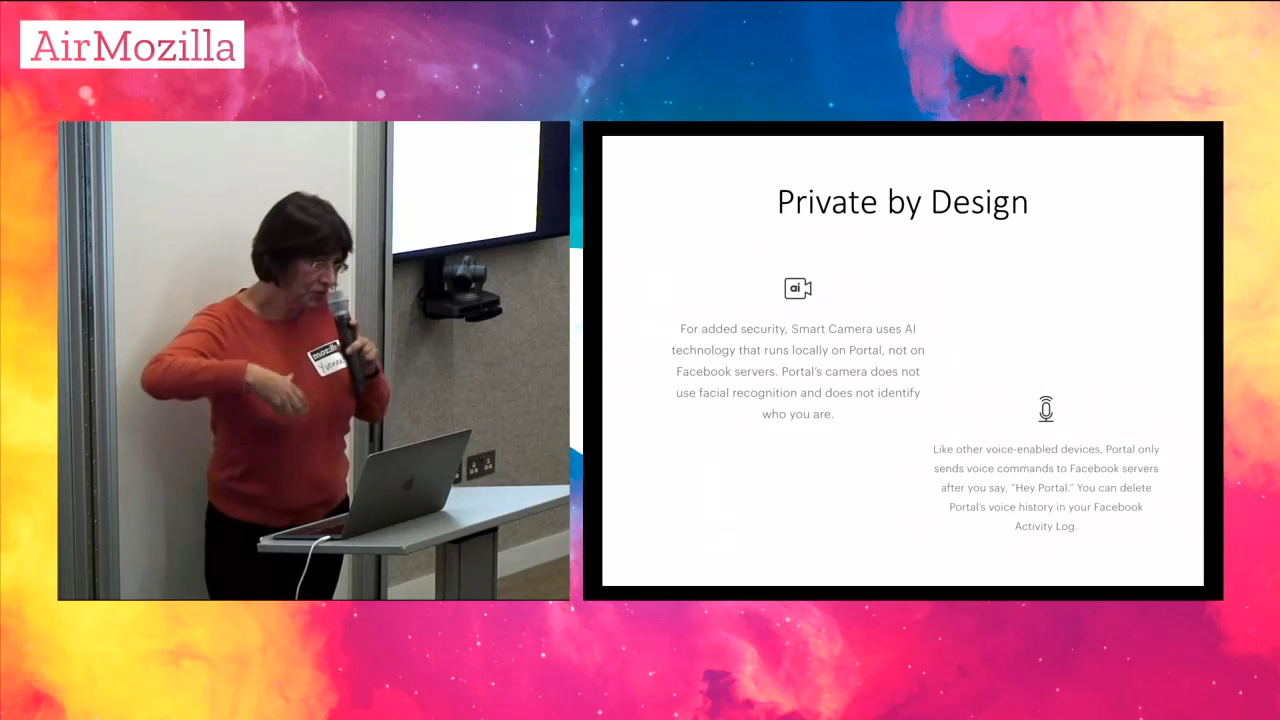 AirMozilla
mozilla
Yvonne
Private by Design
ai
For added security, Smart Camera uses AI
technology that runs locally on Portal, not on
Facebook servers. Portal's camera does not
use facial recognition and does not identify
who you are.
Like other voice-enabled devices, Portal only
sends voice commands to Facebook servers
after you say, "Hey Portal." You can delete
Portal's voice history in your Facebook
Activity Log.